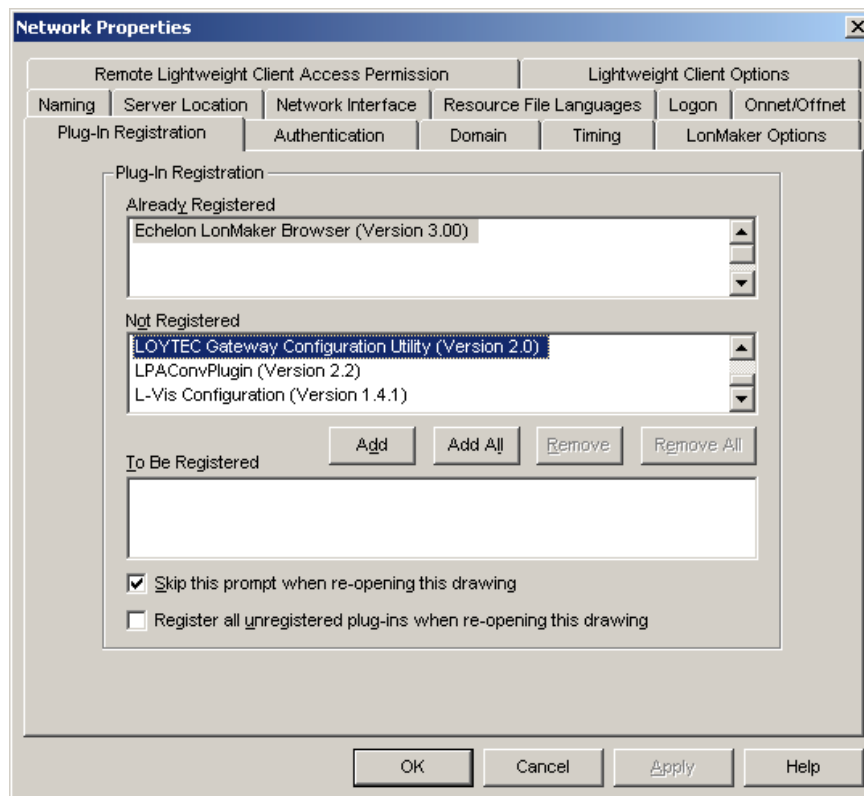 Network Properties
Remote Lightweight Client Access Permission Lightweight Client Options
Naming Server Location Network Interface Resource File Languages Logon Onnet/Offnet
Plug-In Registration Authentication Domain Timing LonMaker Options
Plug-In Registration
Already Registered
Echelon LonMaker Browser (Version 3.00)
Not Registered
LOYTEC Gateway Configuration Utility (Version 2.0)
LPAConvPlugin (Version 2.2)
L-Vis Configuration (Version 1.4.1)
Add Add All Remove Remove All
To Be Registered
Skip this prompt when re-opening this drawing
Register all unregistered plug-ins when re-opening this drawing
OK Cancel Apply Help